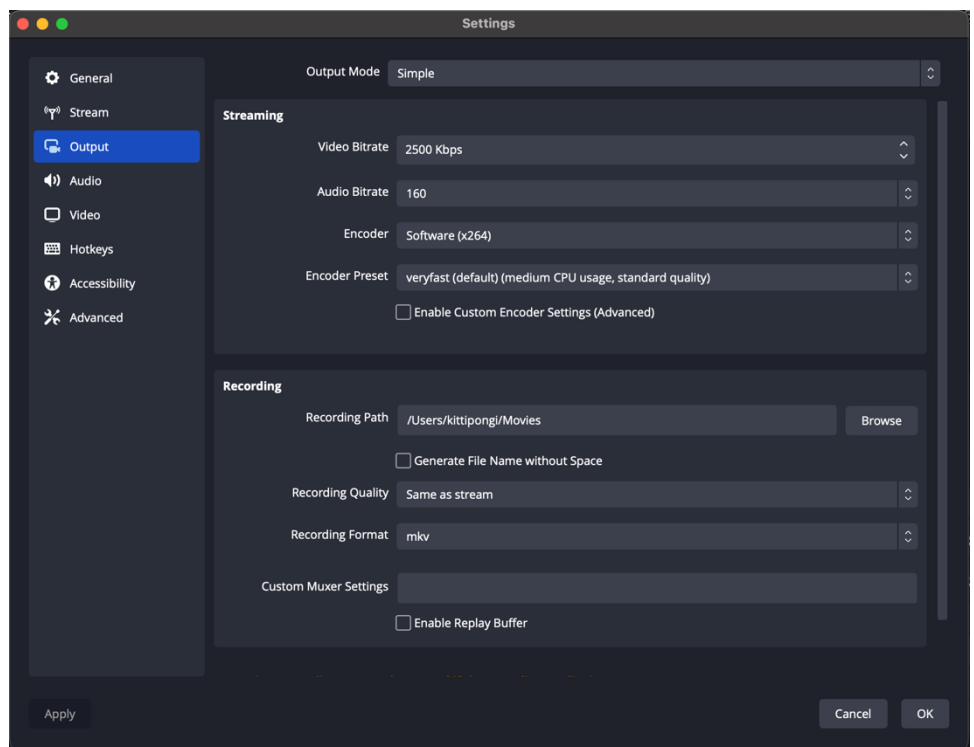 Settings
General
Stream
Output
Audio
Video
Hotkeys
Accessibility
Advanced
Output Mode Simple
Streaming
Video Bitrate 2500 Kbps
Audio Bitrate 160
Encoder Software (x264)
Encoder Preset veryfast (default) (medium CPU usage, standard quality)
Enable Custom Encoder Settings (Advanced)
Recording
Recording Path /Users/kittipongi/Movies Browse
Generate File Name without Space
Recording Quality Same as stream
Recording Format mkv
Custom Muxer Settings
Enable Replay Buffer
Apply Cancel OK